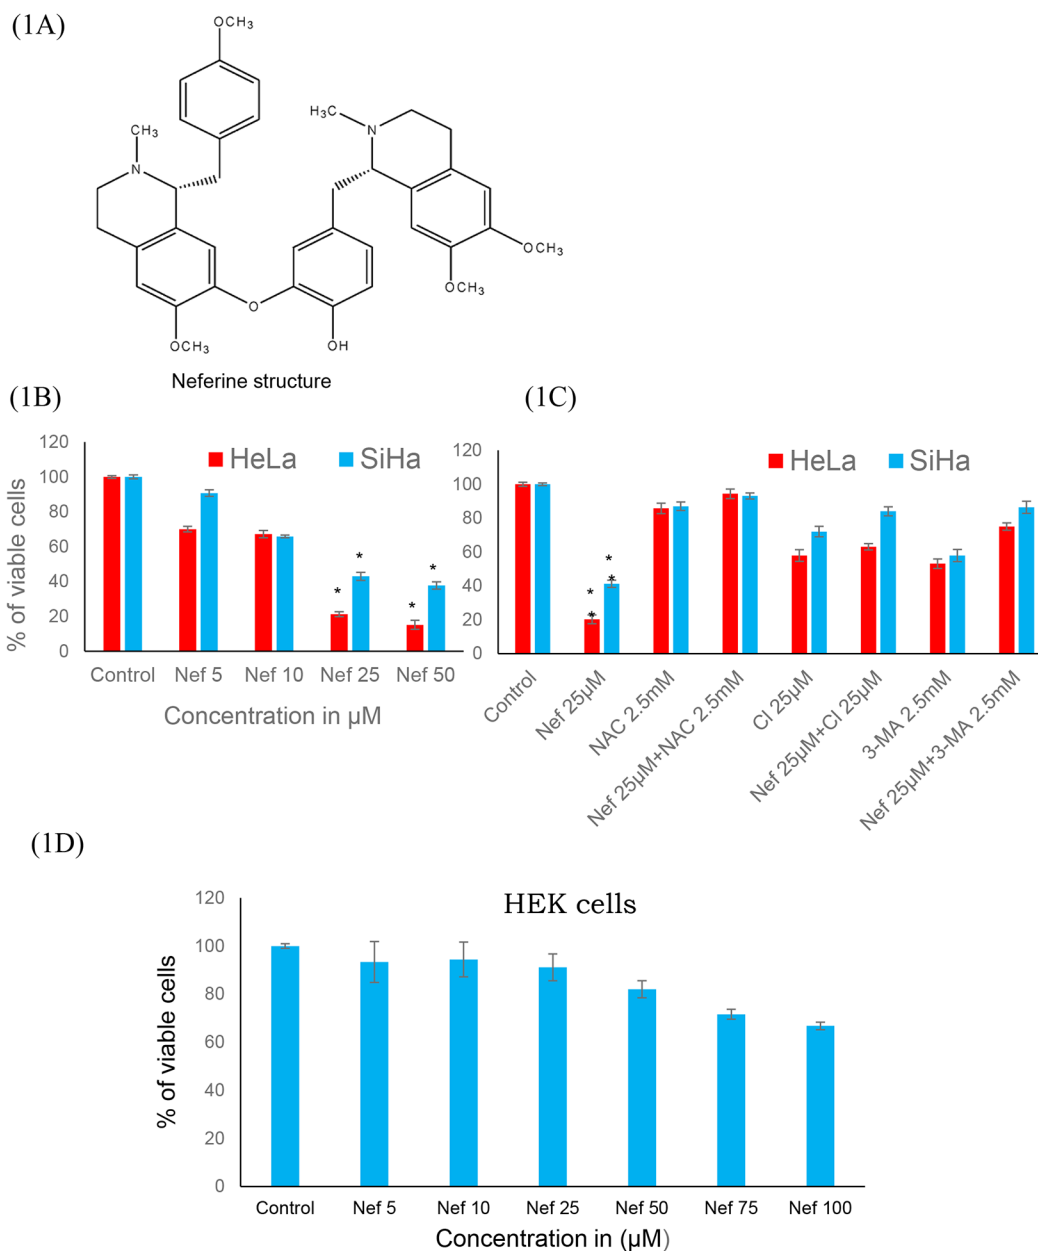 (1A)
OCH3
CH3
H3C
N
N
OCH3
OCH3
O
OCH3
OH
Neferine structure
(1B)
120
100
80
60
40
20
0
% of viable cells
HeLa
SiHa
*
*
*
*
Control
Nef 5
Nef 10
Nef 25
Nef 50
Concentration in µM
(1C)
120
100
80
60
40
20
0
HeLa
SiHa
*
*
*
*
Control
Nef 25µM
NAC 2.5mM
Nef 25µM+NAC 2.5mM
CI 25µM
Nef 25µM+CI 25µM
3-MA 2.5mM
Nef 25µM+3-MA 2.5mM
(1D)
HEK cells
120
100
80
60
40
20
0
% of viable cells
Control
Nef 5
Nef 10
Nef 25
Nef 50
Nef 75
Nef 100
Concentration in (µM)